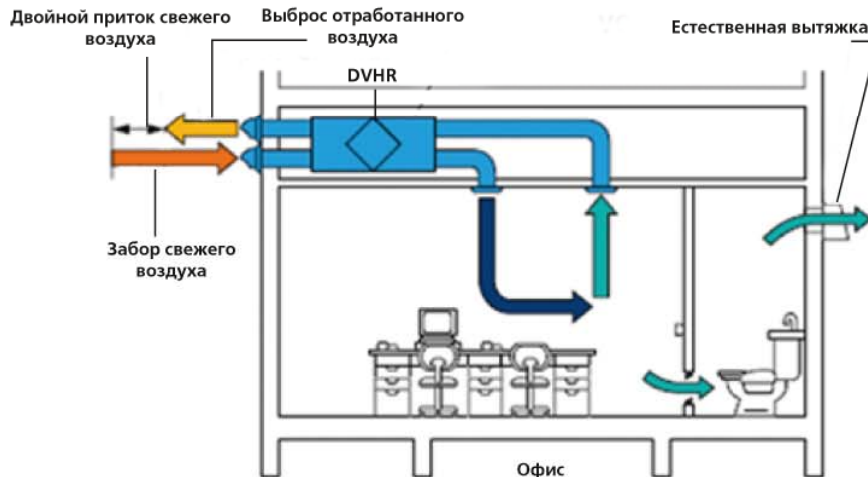 Двойной приток свежего
воздуха
Выброс отработанного
воздуха
Естественная вытяжка
DVHR
Забор свежего
воздуха
Офис